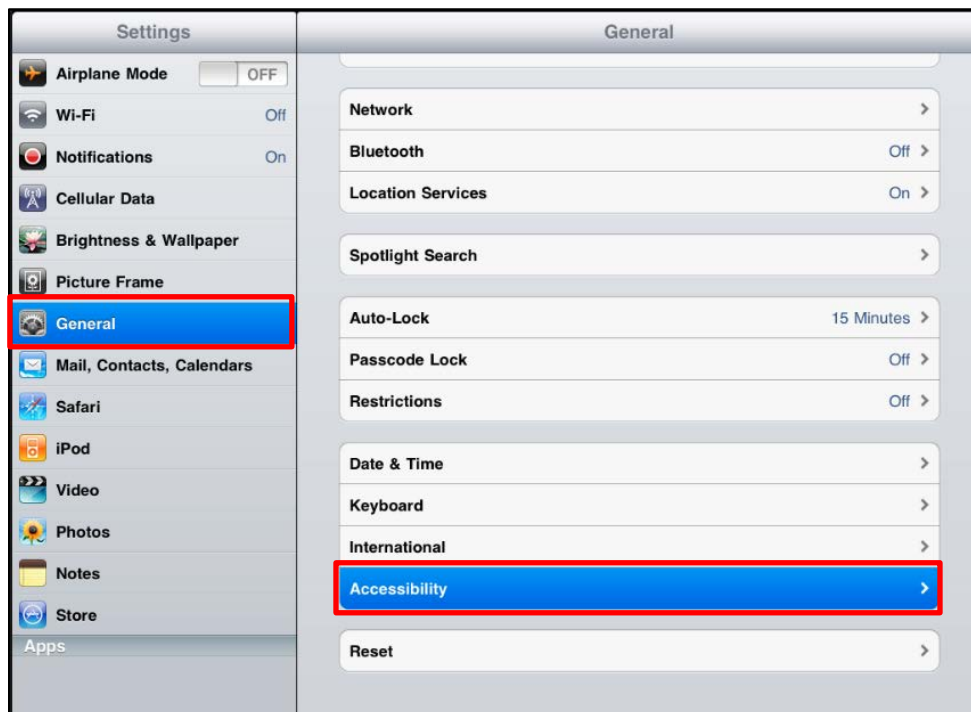 Settings
Airplane Mode OFF
Wi-Fi Off
Notifications On
Cellular Data
Brightness & Wallpaper
Picture Frame
General
Mail, Contacts, Calendars
Safari
iPod
Video
Photos
Notes
Store
Apps
General
Network
Bluetooth Off
Location Services On
Spotlight Search
Auto-Lock 15 Minutes
Passcode Lock Off
Restrictions Off
Date & Time
Keyboard
International
Accessibility
Reset